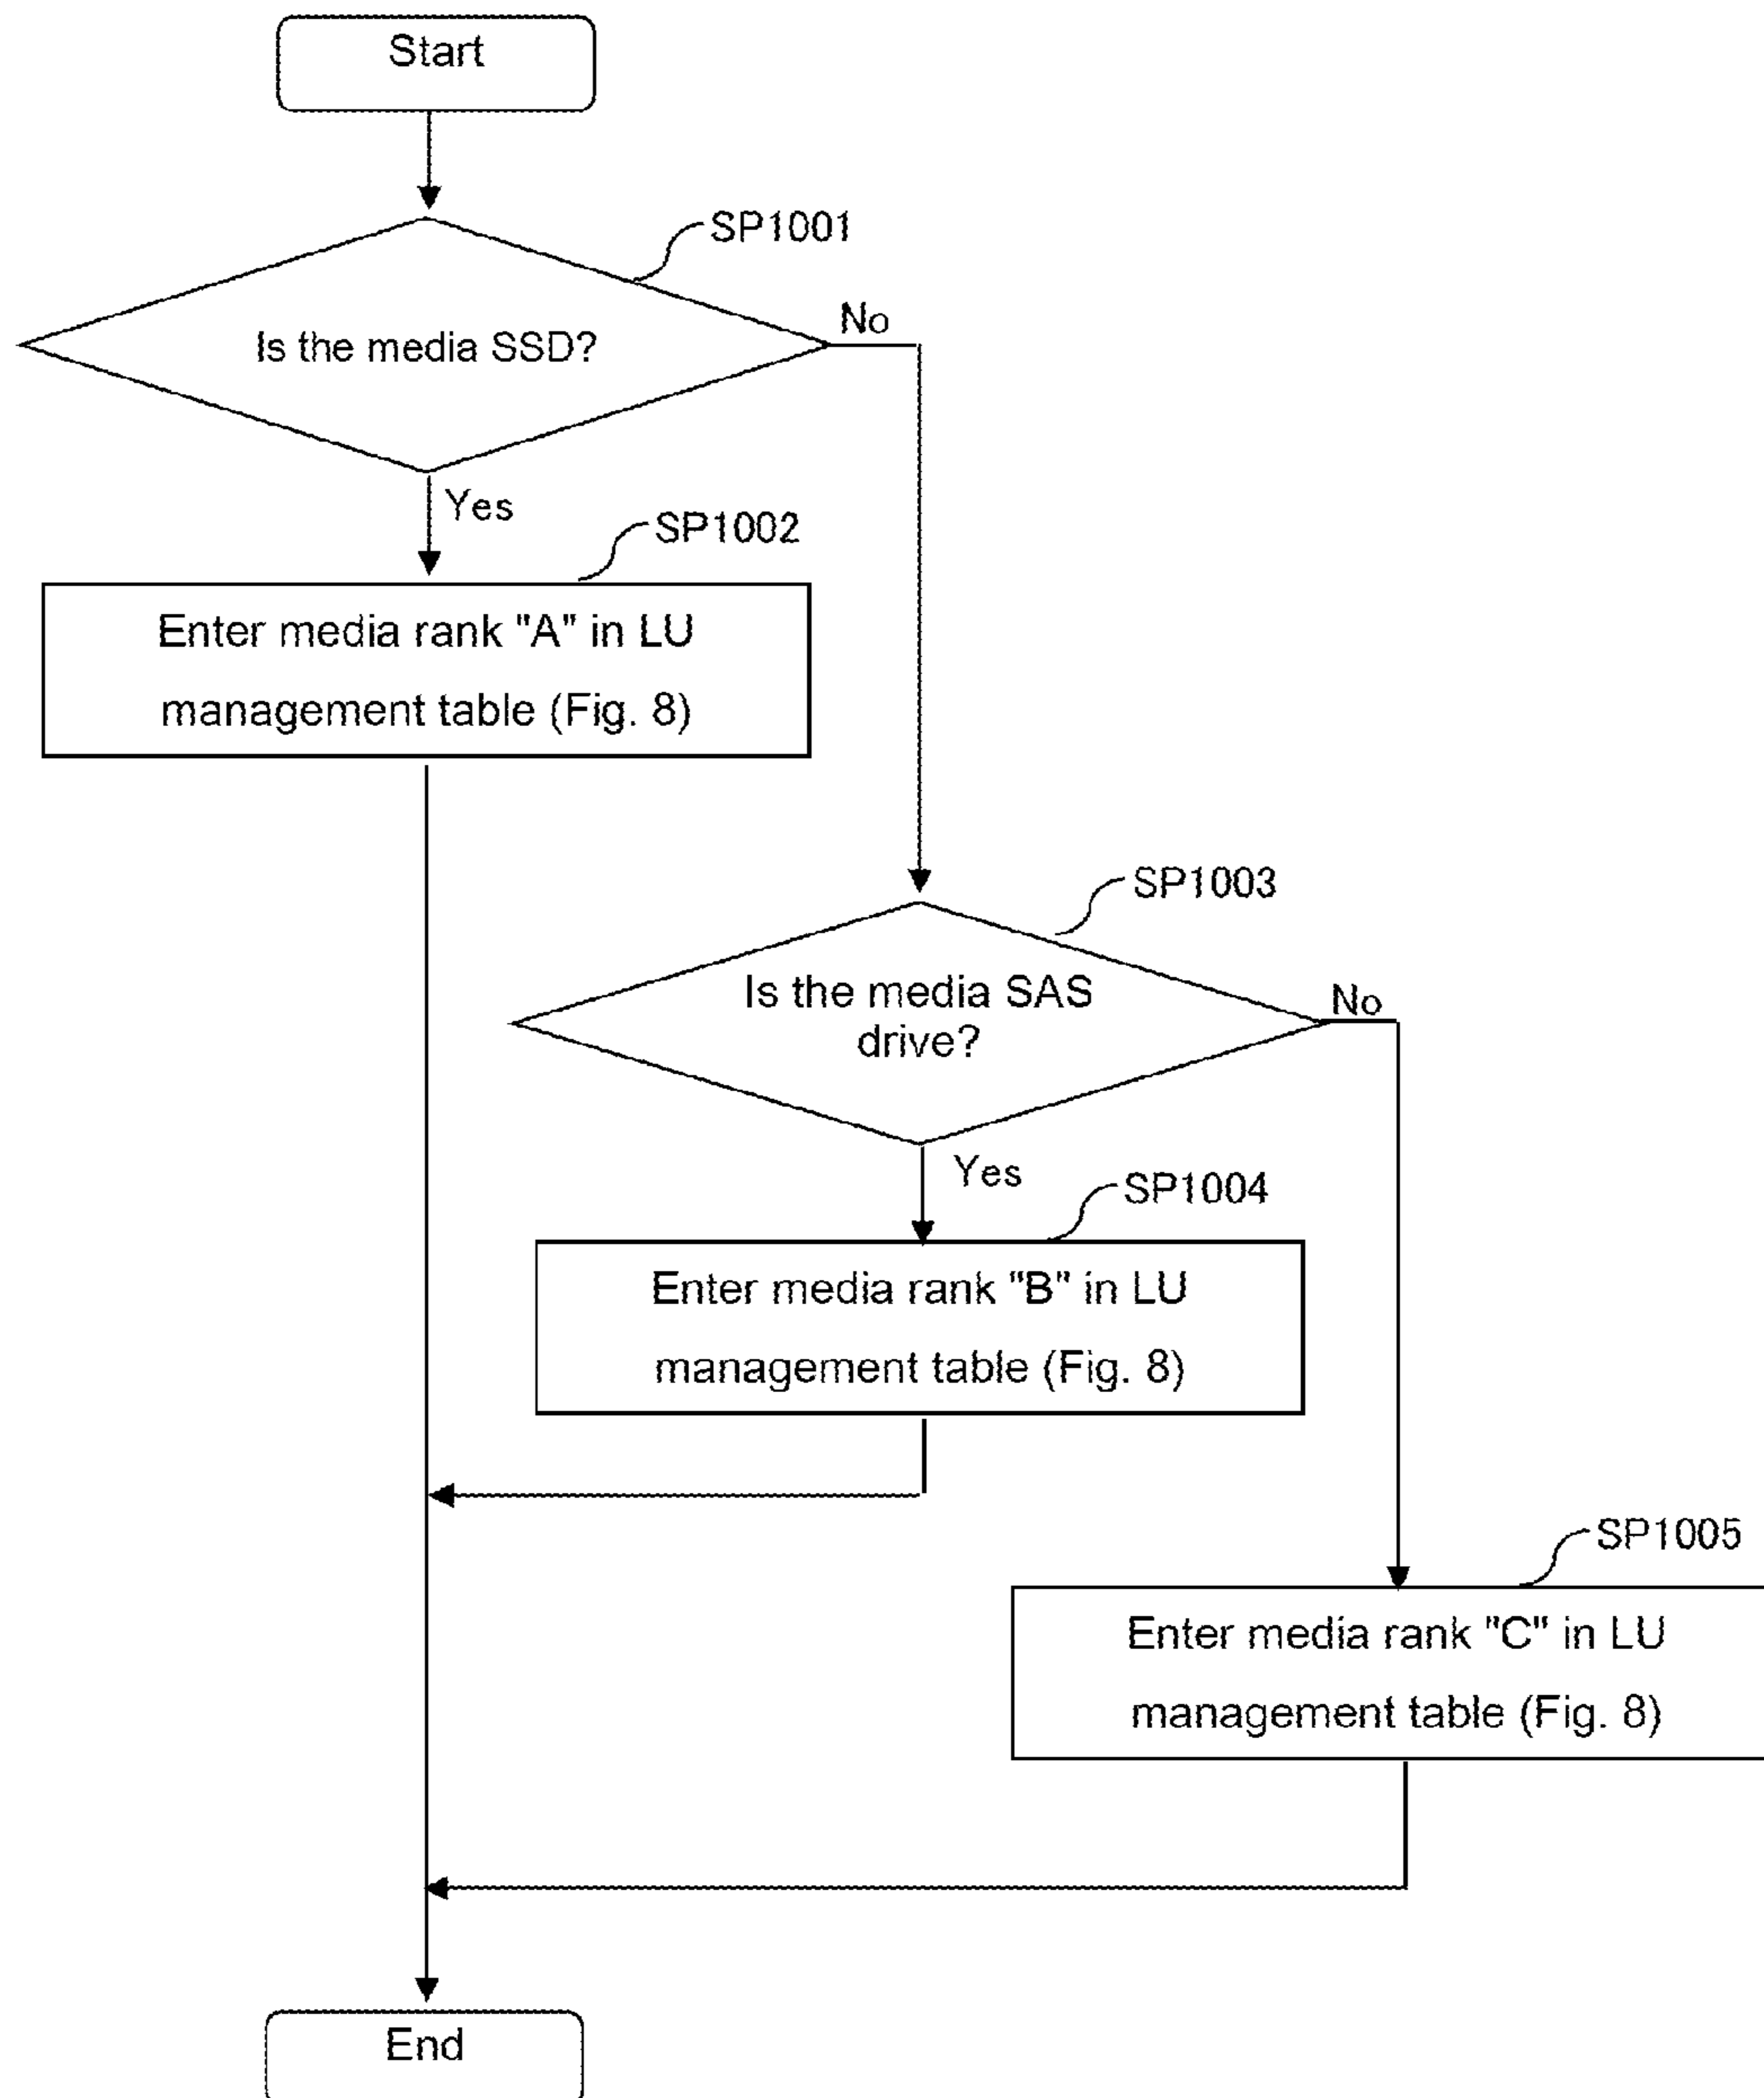 Start
SP1001
Is the media SSD?
No
Yes
SP1002
Enter media rank "A" in LU
management table (Fig. 8)
SP1003
Is the media SAS
drive?
No
Yes
SP1004
Enter media rank "B" in LU
management table (Fig. 8)
SP1005
Enter media rank "C" in LU
management table (Fig. 8)
End